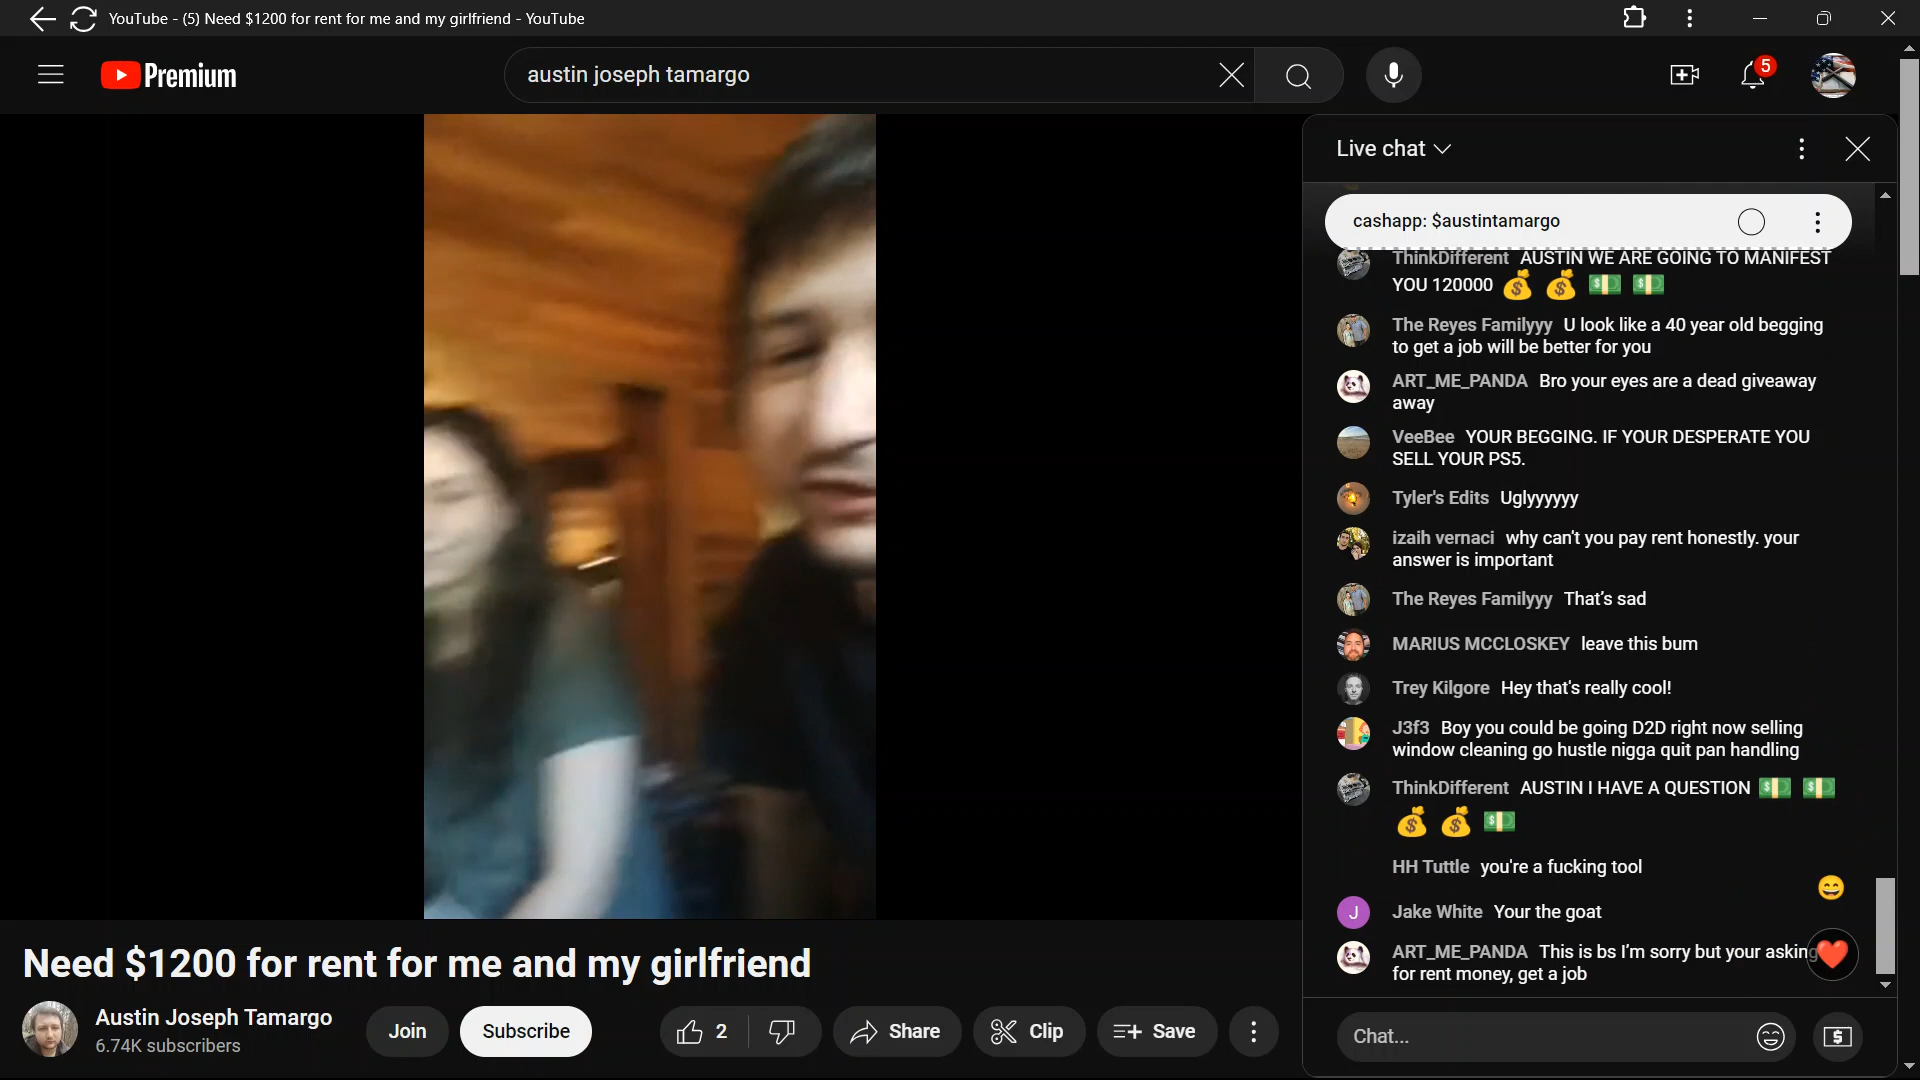 YouTube - (5) Need $1200 for rent for me and my girlfriend - YouTube
Premium
austin joseph tamargo
5
Live chat
cashapp: $austintamargo
ThinkDifferent AUSTIN WE ARE GOING TO MANIFEST
YOU 120000 💰 💰 💵 💵
The Reyes Familyyy U look like a 40 year old begging
to get a job will be better for you
ART_ME_PANDA Bro your eyes are a dead giveaway
away
VeeBee YOUR BEGGING. IF YOUR DESPERATE YOU
SELL YOUR PS5.
Tyler's Edits Uglyyyyyy
izaih vernaci why can't you pay rent honestly. your
answer is important
The Reyes Familyyy That's sad
MARIUS MCCLOSKEY leave this bum
Trey Kilgore Hey that's really cool!
J3f3 Boy you could be going D2D right now selling
window cleaning go hustle nigga quit pan handling
ThinkDifferent AUSTIN I HAVE A QUESTION 💵 💵
💰 💰 💵
HH Tuttle you're a fucking tool
J Jake White Your the goat
ART_ME_PANDA This is bs I'm sorry but your asking
for rent money, get a job
Chat...
Need $1200 for rent for me and my girlfriend
Austin Joseph Tamargo
6.74K subscribers
Join
Subscribe
2
Share
Clip
Save